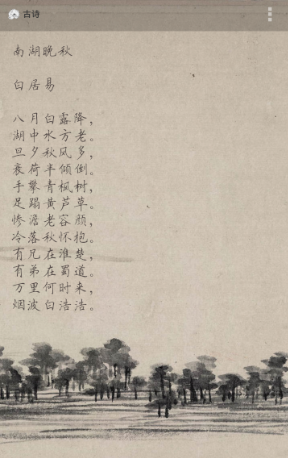 古诗
南湖晚秋
白居易
八月白露降，
湖中水方老。
旦夕秋风多，
衰荷半倾倒。
手攀青枫树，
足蹋黄芦草。
惨澹老容颜，
冷落秋怀抱。
有兄在淮楚，
有弟在蜀道。
万里何时来，
烟波白浩浩。